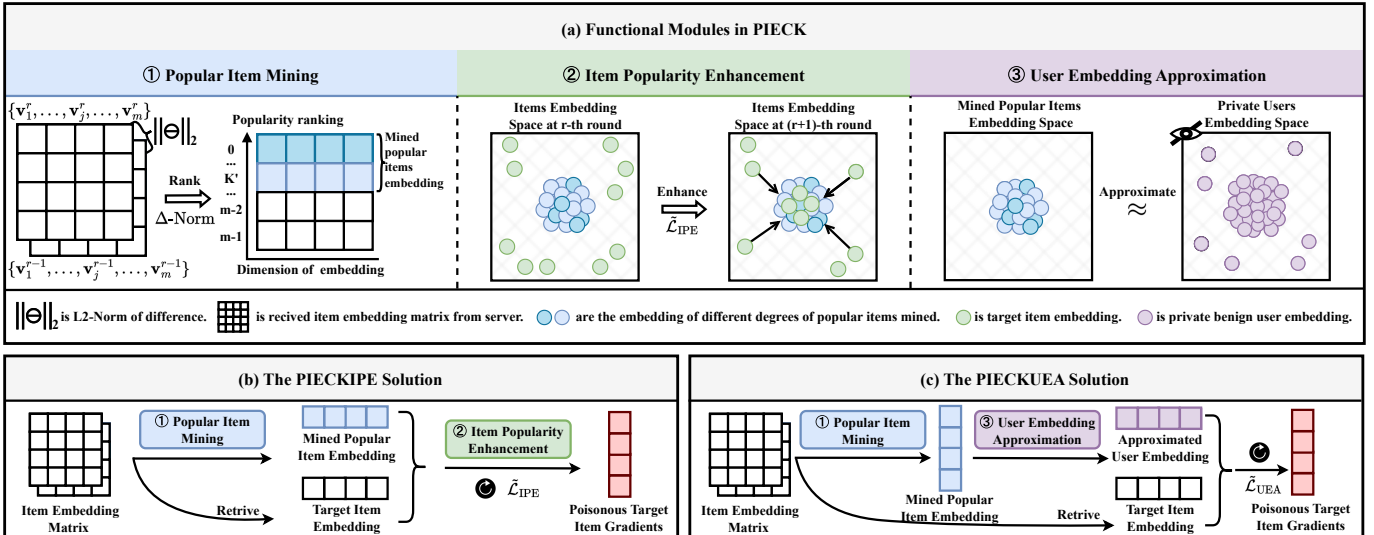 (a) Functional Modules in PIECK
① Popular Item Mining
② Item Popularity Enhancement
③ User Embedding Approximation
{v_1^r, . . . , v_j^r, . . . , v_m^r}
||⊖||_2
Rank
Δ-Norm
{v_1^{r-1}, . . . , v_j^{r-1}, . . . , v_m^{r-1}}
Popularity ranking
0
...
K'
...
m-2
m-1
Mined
popular
items
embedding
Dimension of embedding
Items Embedding
Space at r-th round
Enhance
L̃_IPE
Items Embedding
Space at (r+1)-th round
Mined Popular Items
Embedding Space
Approximate
≈
Private Users
Embedding Space
||⊖||_2 is L2-Norm of difference.
is recived item embedding matrix from server.
are the embedding of different degrees of popular items mined.
is target item embedding.
is private benign user embedding.
(b) The PIECKIPE Solution
Item Embedding
Matrix
① Popular Item
Mining
Retrive
Mined Popular
Item Embedding
Target Item
Embedding
② Item Popularity
Enhancement
L̃_IPE
Poisonous Target
Item Gradients
(c) The PIECKUEA Solution
Item Embedding
Matrix
① Popular Item
Mining
Mined Popular
Item Embedding
③ User Embedding
Approximation
Retrive
Approximated
User Embedding
Target Item
Embedding
L̃_UEA
Poisonous Target
Item Gradients